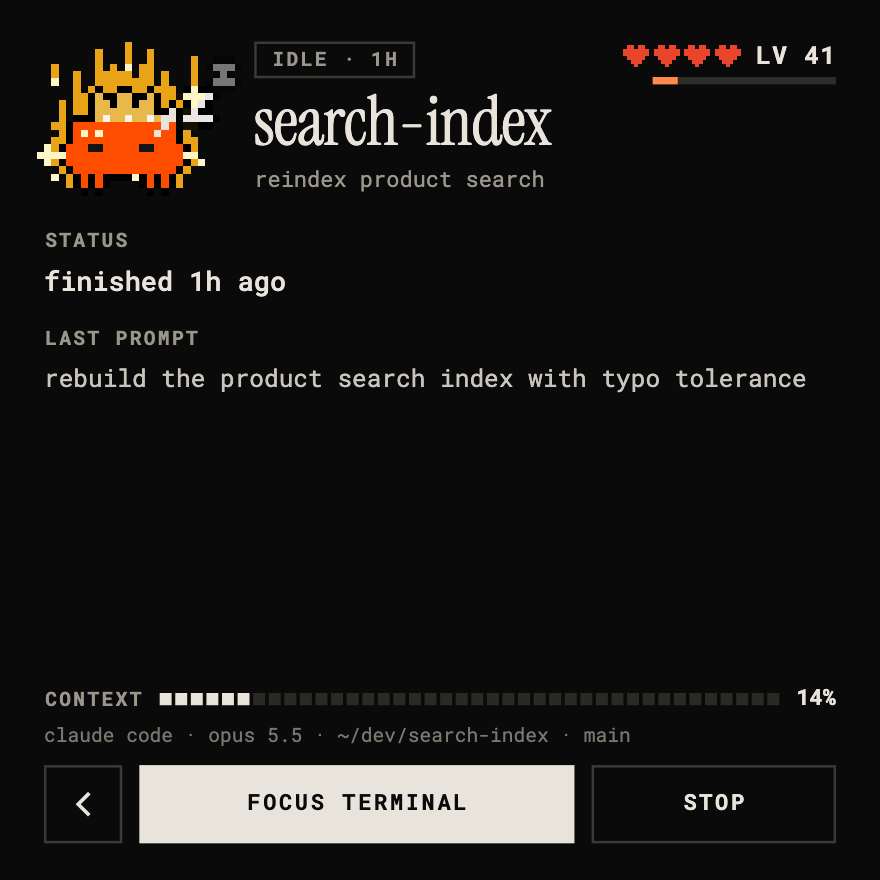 IDLE · 1H
LV 41
search-index
reindex product search
STATUS
finished 1h ago
LAST PROMPT
rebuild the product search index with typo tolerance
CONTEXT 14%
claude code · opus 5.5 · ~/dev/search-index · main
FOCUS TERMINAL
STOP